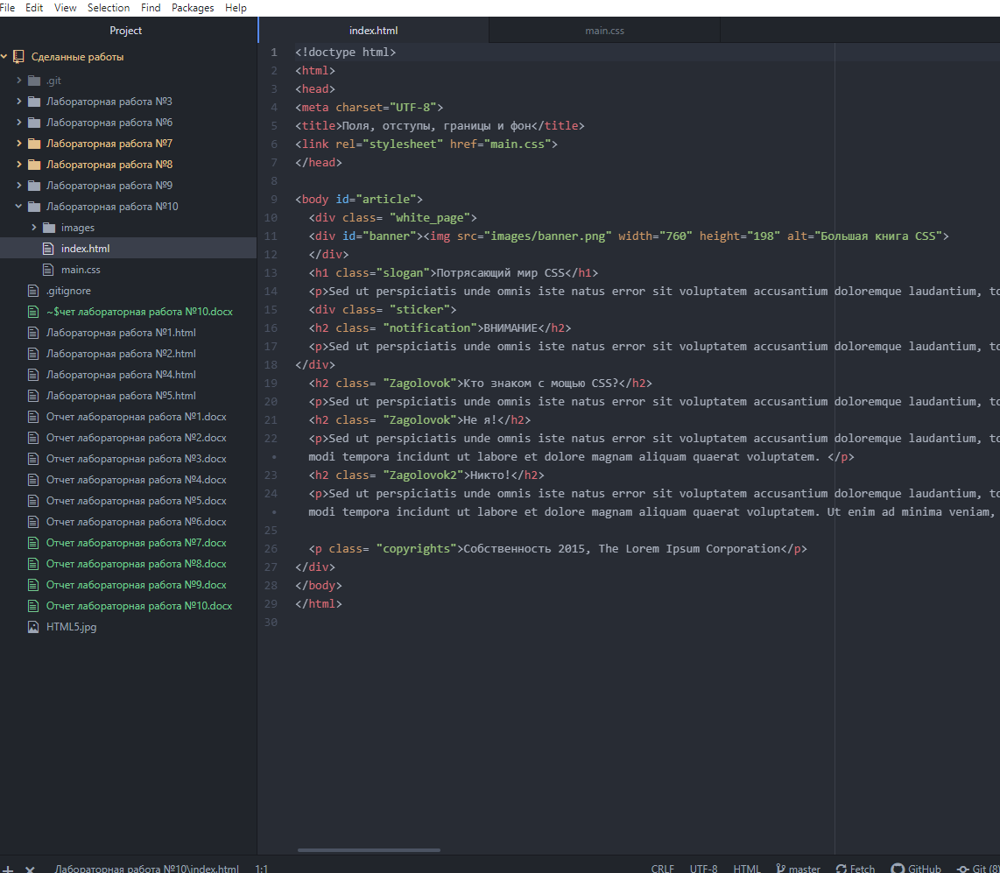 File Edit View Selection Find Packages Help
Project
Сделанные работы
.git
Лабораторная работа №3
Лабораторная работа №6
Лабораторная работа №7
Лабораторная работа №8
Лабораторная работа №9
Лабораторная работа №10
images
index.html
main.css
.gitignore
~$чет лабораторная работа №10.docx
Лабораторная работа №1.html
Лабораторная работа №2.html
Лабораторная работа №4.html
Лабораторная работа №5.html
Отчет лабораторная работа №1.docx
Отчет лабораторная работа №2.docx
Отчет лабораторная работа №3.docx
Отчет лабораторная работа №4.docx
Отчет лабораторная работа №5.docx
Отчет лабораторная работа №6.docx
Отчет лабораторная работа №7.docx
Отчет лабораторная работа №8.docx
Отчет лабораторная работа №9.docx
Отчет лабораторная работа №10.docx
HTML5.jpg
index.html main.css
1 <!doctype html>
2 <html>
3 <head>
4 <meta charset="UTF-8">
5 <title>Поля, отступы, границы и фон</title>
6 <link rel="stylesheet" href="main.css">
7 </head>
8
9 <body id="article">
10 <div class= "white_page">
11 <div id="banner"><img src="images/banner.png" width="760" height="198" alt="Большая книга CSS">
12 </div>
13 <h1 class="slogan">Потрясающий мир CSS</h1>
14 <p>Sed ut perspiciatis unde omnis iste natus error sit voluptatem accusantium doloremque laudantium, to
15 <div class= "sticker">
16 <h2 class= "notification">ВНИМАНИЕ</h2>
17 <p>Sed ut perspiciatis unde omnis iste natus error sit voluptatem accusantium doloremque laudantium, to
18 </div>
19 <h2 class= "Zagolovok">Кто знаком с мощью CSS?</h2>
20 <p>Sed ut perspiciatis unde omnis iste natus error sit voluptatem accusantium doloremque laudantium, to
21 <h2 class= "Zagolovok">Не я!</h2>
22 <p>Sed ut perspiciatis unde omnis iste natus error sit voluptatem accusantium doloremque laudantium, to
• modi tempora incidunt ut labore et dolore magnam aliquam quaerat voluptatem. </p>
23 <h2 class= "Zagolovok2">Никто!</h2>
24 <p>Sed ut perspiciatis unde omnis iste natus error sit voluptatem accusantium doloremque laudantium, to
• modi tempora incidunt ut labore et dolore magnam aliquam quaerat voluptatem. Ut enim ad minima veniam,
25
26 <p class= "copyrights">Собственность 2015, The Lorem Ipsum Corporation</p>
27 </div>
28 </body>
29 </html>
30
Лабораторная работа №10\index.html 1:1 CRLF UTF-8 HTML master Fetch GitHub Git (8)